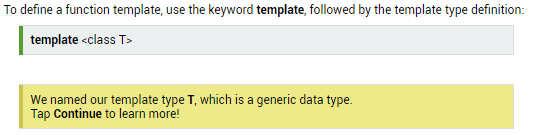 To define a function template, use the keyword template, followed by the template type definition:
template <class T>
We named our template type T, which is a generic data type.
Tap Continue to learn more!